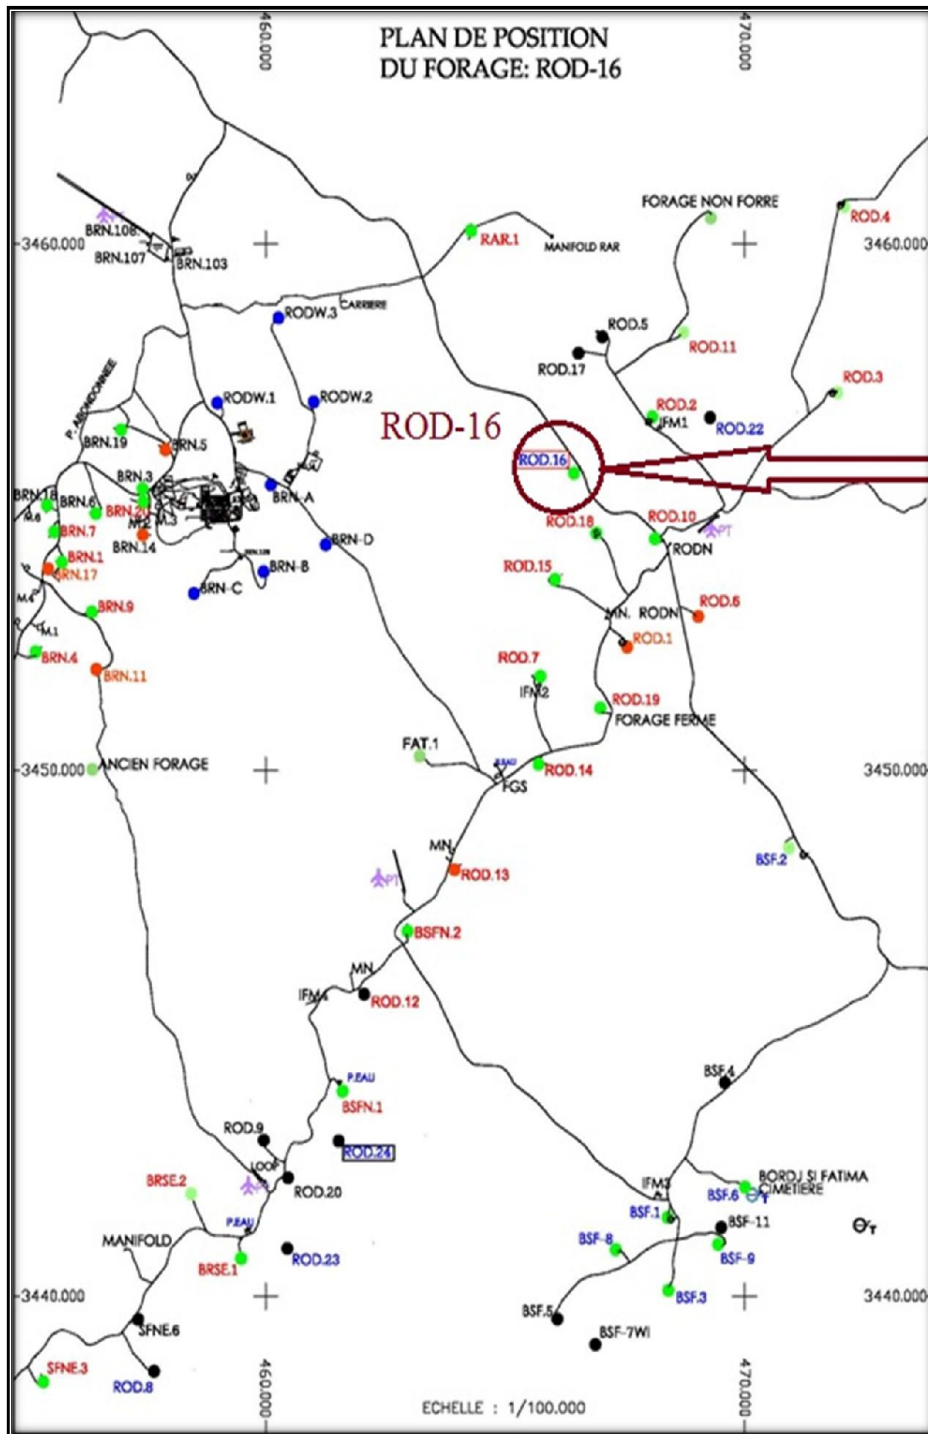 PLAN DE POSITION
DU FORAGE: ROD-16
460.000
470.000
FORAGE NON FORRE
ROD.4
BRN.108
BRN.107
BRN.103
3460.000
3460.000
RAR.1
MANIFOLD RAR
CARRIERE
RODW.3
ROD.5
ROD.17
ROD.11
ROD.3
P. ABONDONNEE
RODW.1
RODW.2
ROD.2
IFM1
ROD.22
ROD-16
BRN.19
BRN.5
ROD.16
BRN.3
BRN-A
BRN.18
BRN.6
BRN.20
M.6
M.2
M.3
BRN.7
BRN.14
BRN-D
ROD.18
ROD.10
PT
RODN
BRN.1
BRN.17
BRN-B
BRN-C
ROD.15
M.4
BRN.9
MN. RODN
ROD.6
M.1
BRN.4
ROD.1
BRN.11
ROD.7
IFM2
ROD.19
FORAGE FERME
FAT.1
ANCIEN FORAGE
P.EAU
ROD.14
3450.000
3450.000
FGS
MN.
BSF.2
PT
ROD.13
BSFN.2
MN
IFM4
ROD.12
P.EAU
BSF.4
BSFN.1
ROD.9
ROD.24
LOOP
BRSE.2
ROD.20
IFM3
BORDJ SI FATIMA
CIMETIERE
BSF.6
P.EAU
BSF.1
BSF-11
MANIFOLD
BRSE.1
ROD.23
BSF-8
BSF-9
3440.000
3440.000
BSF.3
SFNE.6
BSF.5
BSF-7WI
SFNE.3
ROD.8
460.000
470.000
ECHELLE : 1/100.000